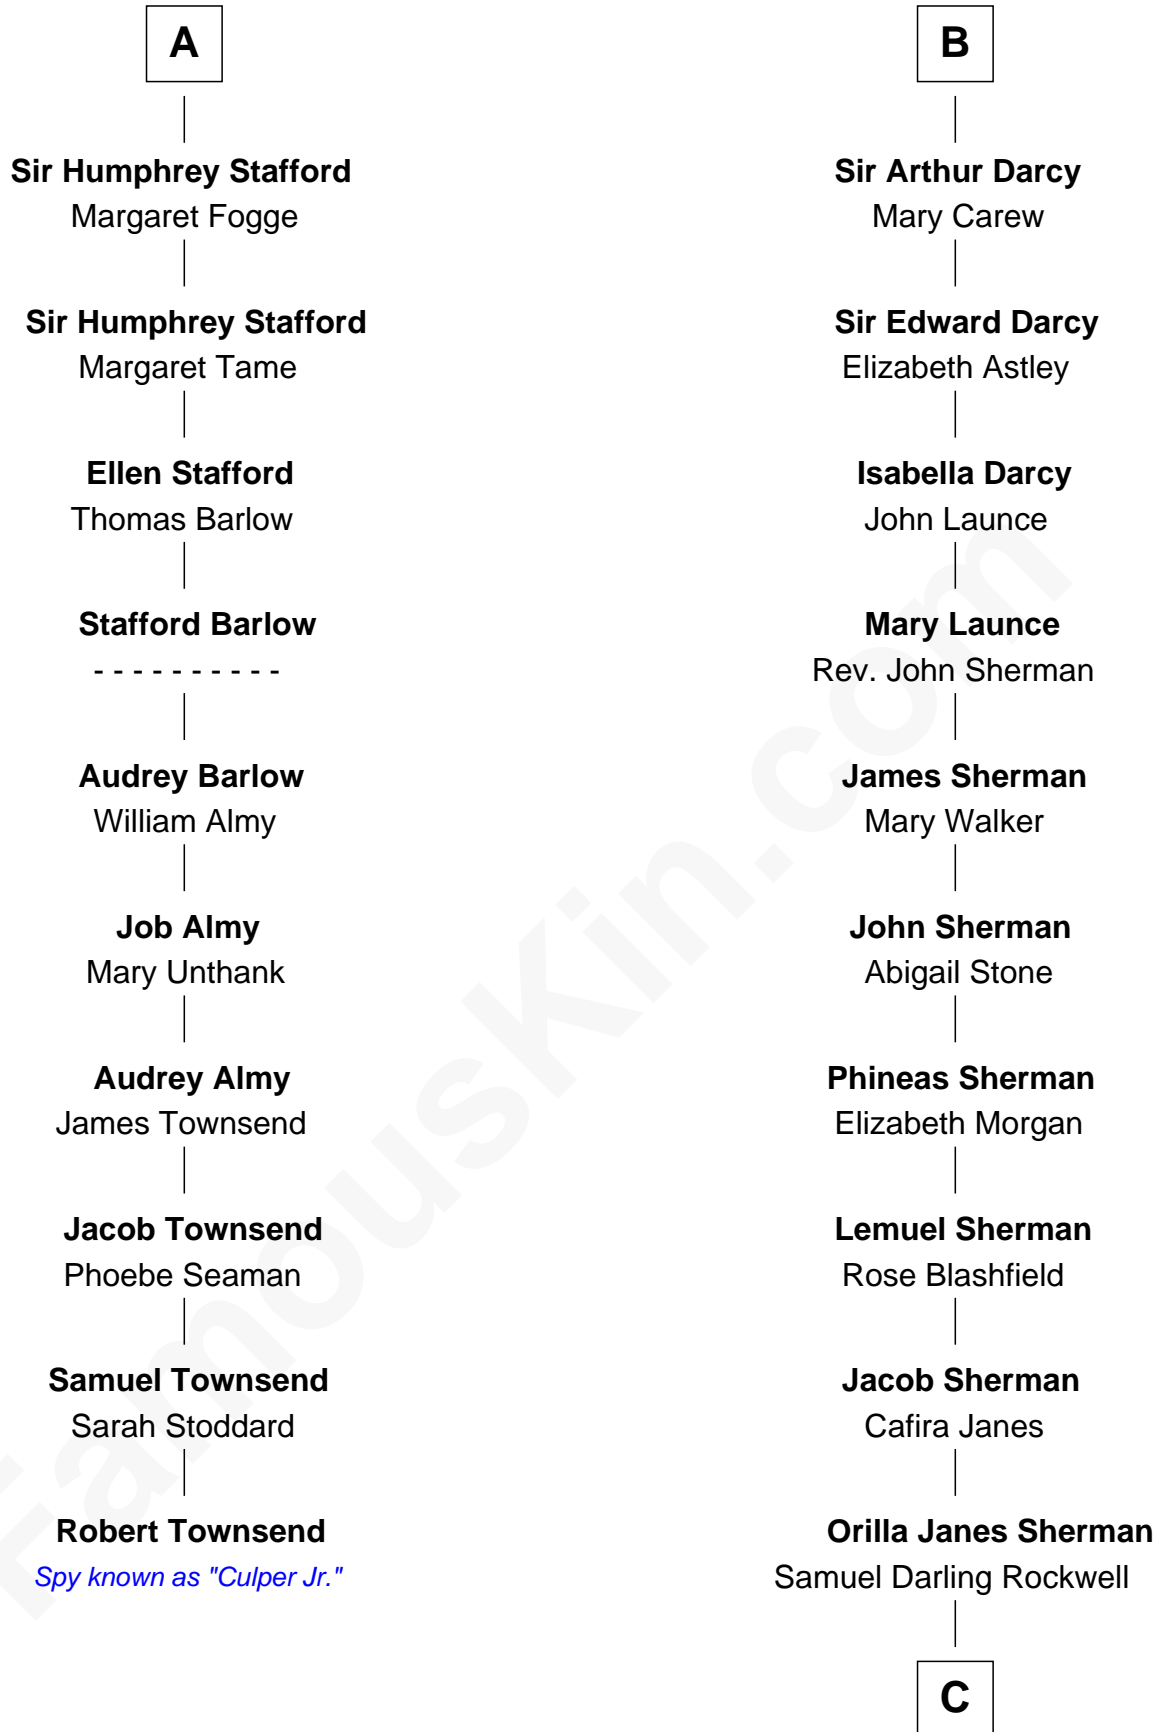 A
Sir Humphrey Stafford
Margaret Fogge
Sir Humphrey Stafford
Margaret Tame
Ellen Stafford
Thomas Barlow
Stafford Barlow
- - - - - - - - - -
Audrey Barlow
William Almy
Job Almy
Mary Unthank
Audrey Almy
James Townsend
Jacob Townsend
Phoebe Seaman
Samuel Townsend
Sarah Stoddard
Robert Townsend
Spy known as "Culper Jr."
B
Sir Arthur Darcy
Mary Carew
Sir Edward Darcy
Elizabeth Astley
Isabella Darcy
John Launce
Mary Launce
Rev. John Sherman
James Sherman
Mary Walker
John Sherman
Abigail Stone
Phineas Sherman
Elizabeth Morgan
Lemuel Sherman
Rose Blashfield
Jacob Sherman
Cafira Janes
Orilla Janes Sherman
Samuel Darling Rockwell
C
FamousKin.com